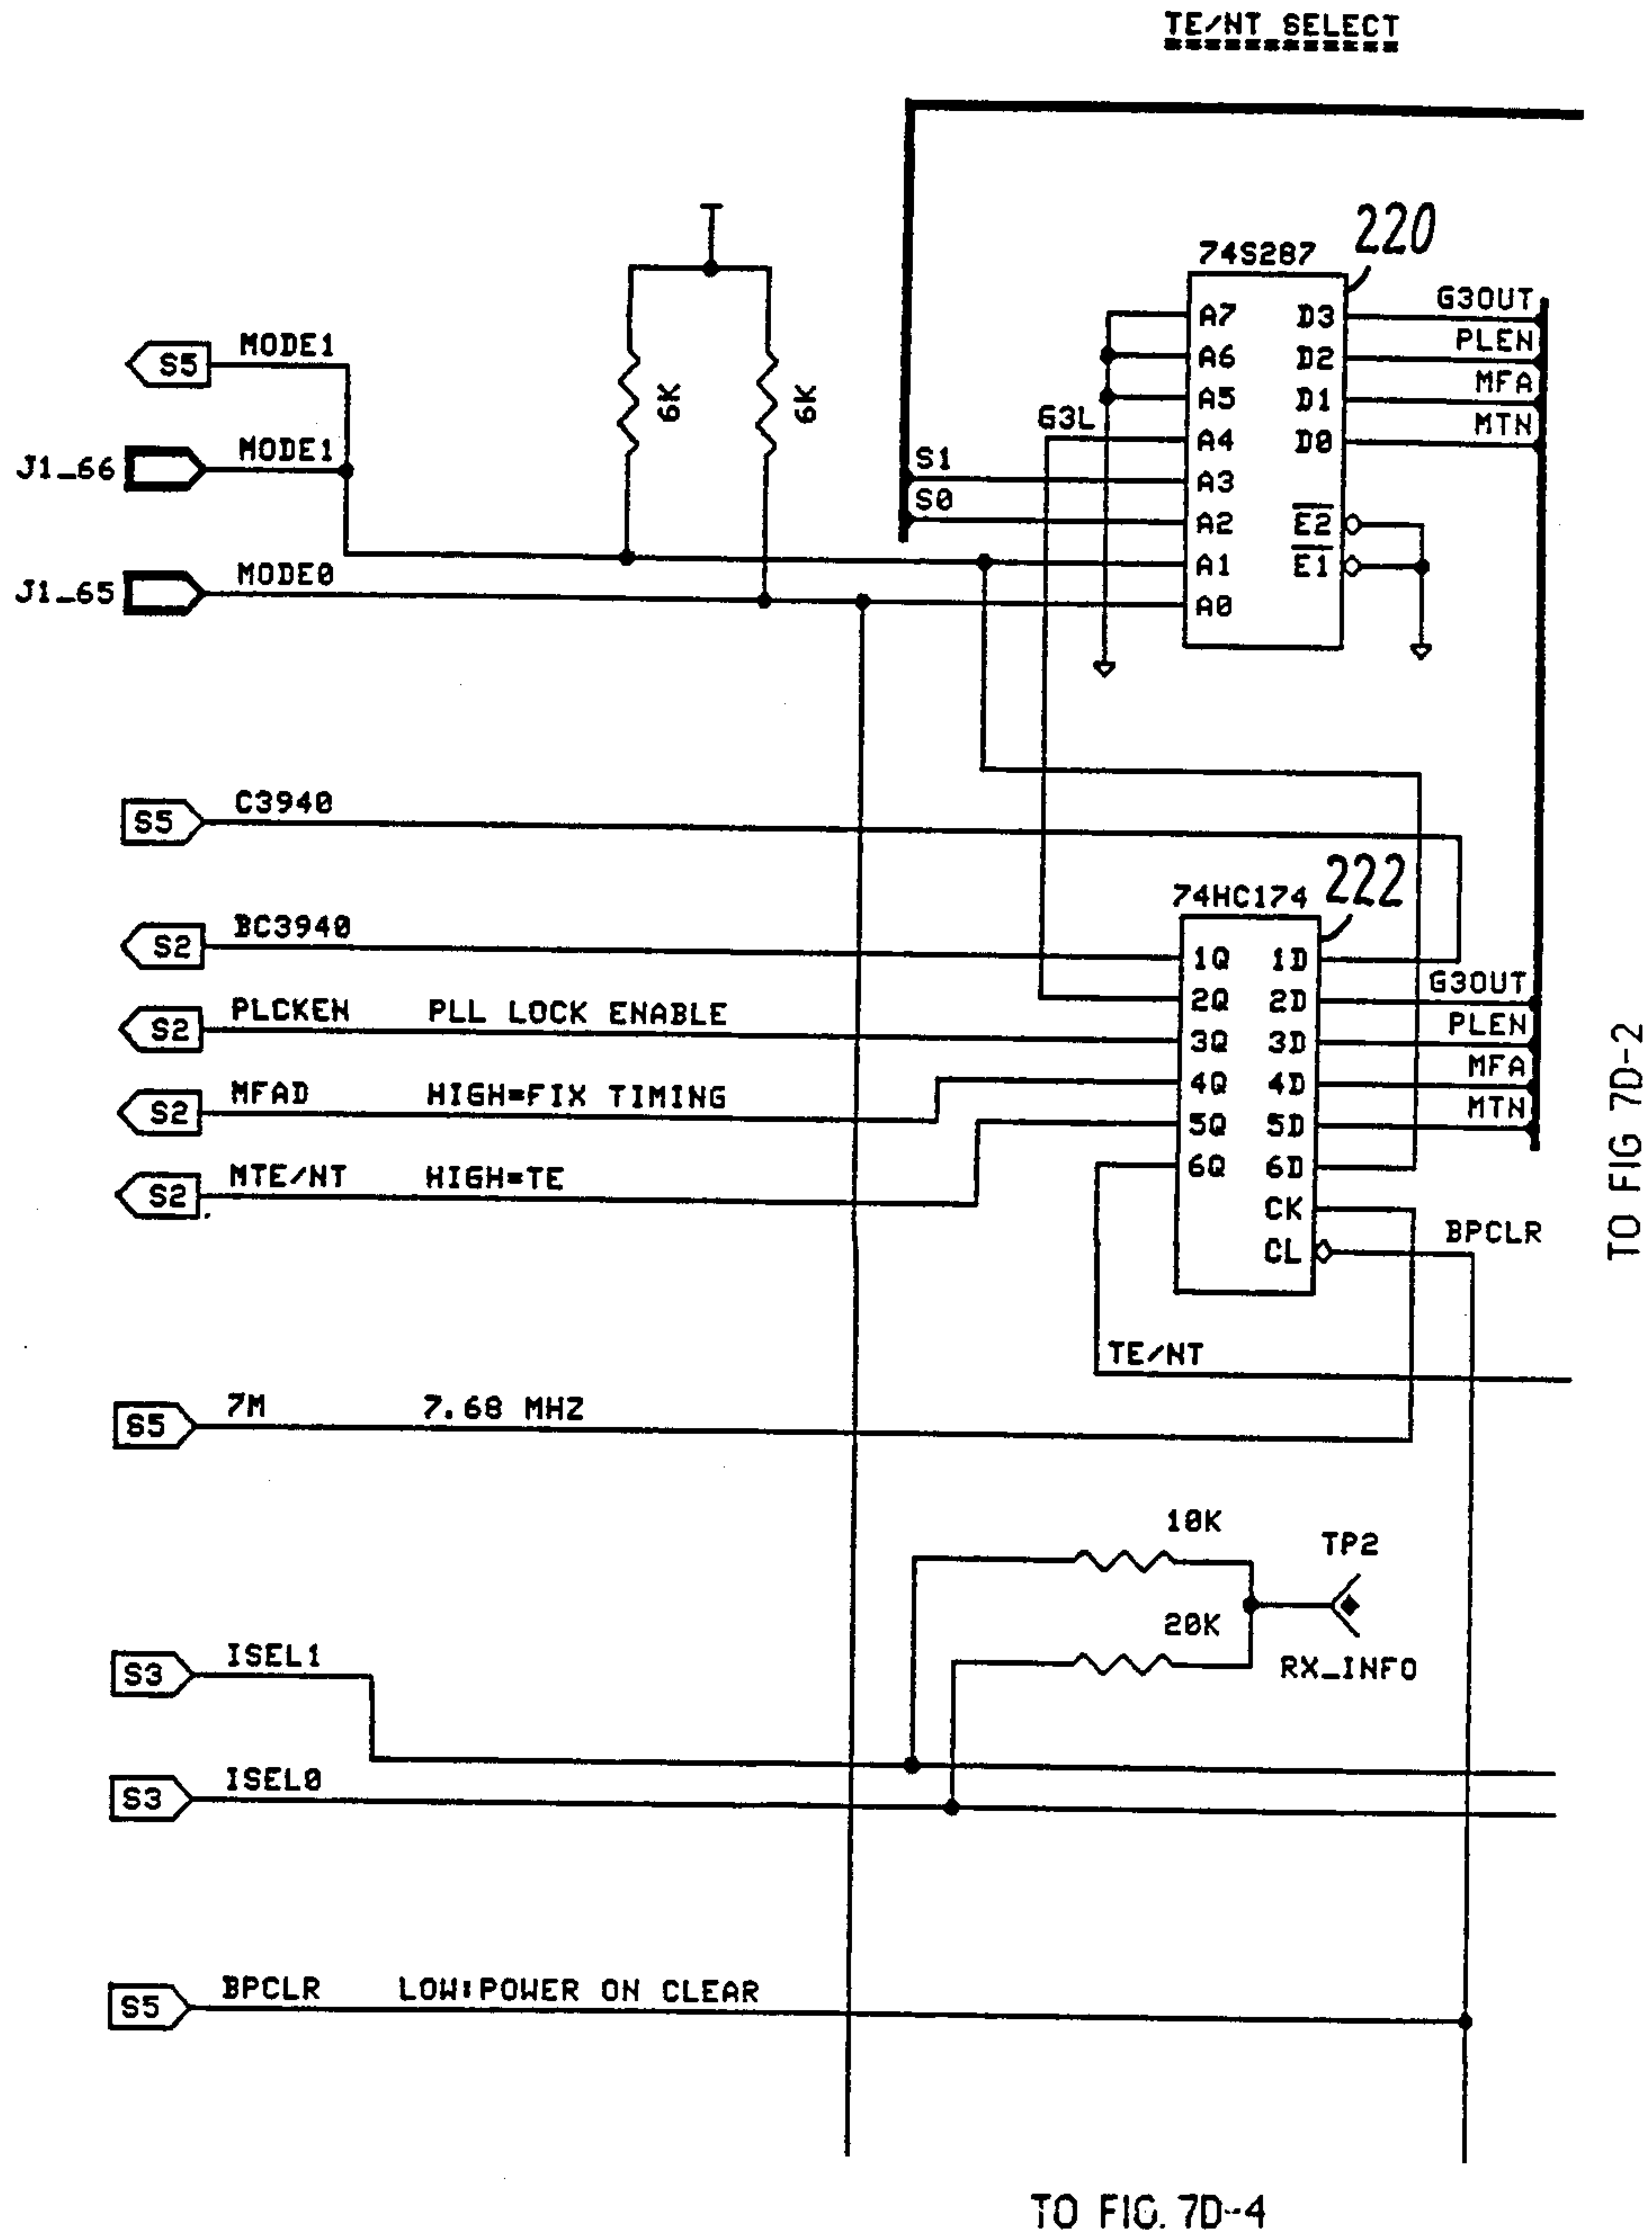 TE/NT SELECT
220
74S287
A7 D3 G3OUT
A6 D2 PLEN
A5 D1 MFA
G3L A4 D0 MTN
S1 A3
S0 A2 E2
A1 E1
A0
6K 6K
S5 MODE1
J1_66 MODE1
J1_65 MODE0
S5 C3940
222
74HC174
S2 BC3940 1Q 1D
2Q 2D G3OUT
S2 PLCKEN PLL LOCK ENABLE 3Q 3D PLEN
4Q 4D MFA
S2 MFAD HIGH=FIX TIMING 5Q 5D MTN
S2 MTE/NT HIGH=TE 6Q 6D
CK
CL BPCLR
TO FIG 7D-2
TE/NT
S5 7M 7.68 MHZ
10K
TP2
20K
RX_INFO
S3 ISEL1
S3 ISEL0
S5 BPCLR LOW:POWER ON CLEAR
TO FIG. 7D-4